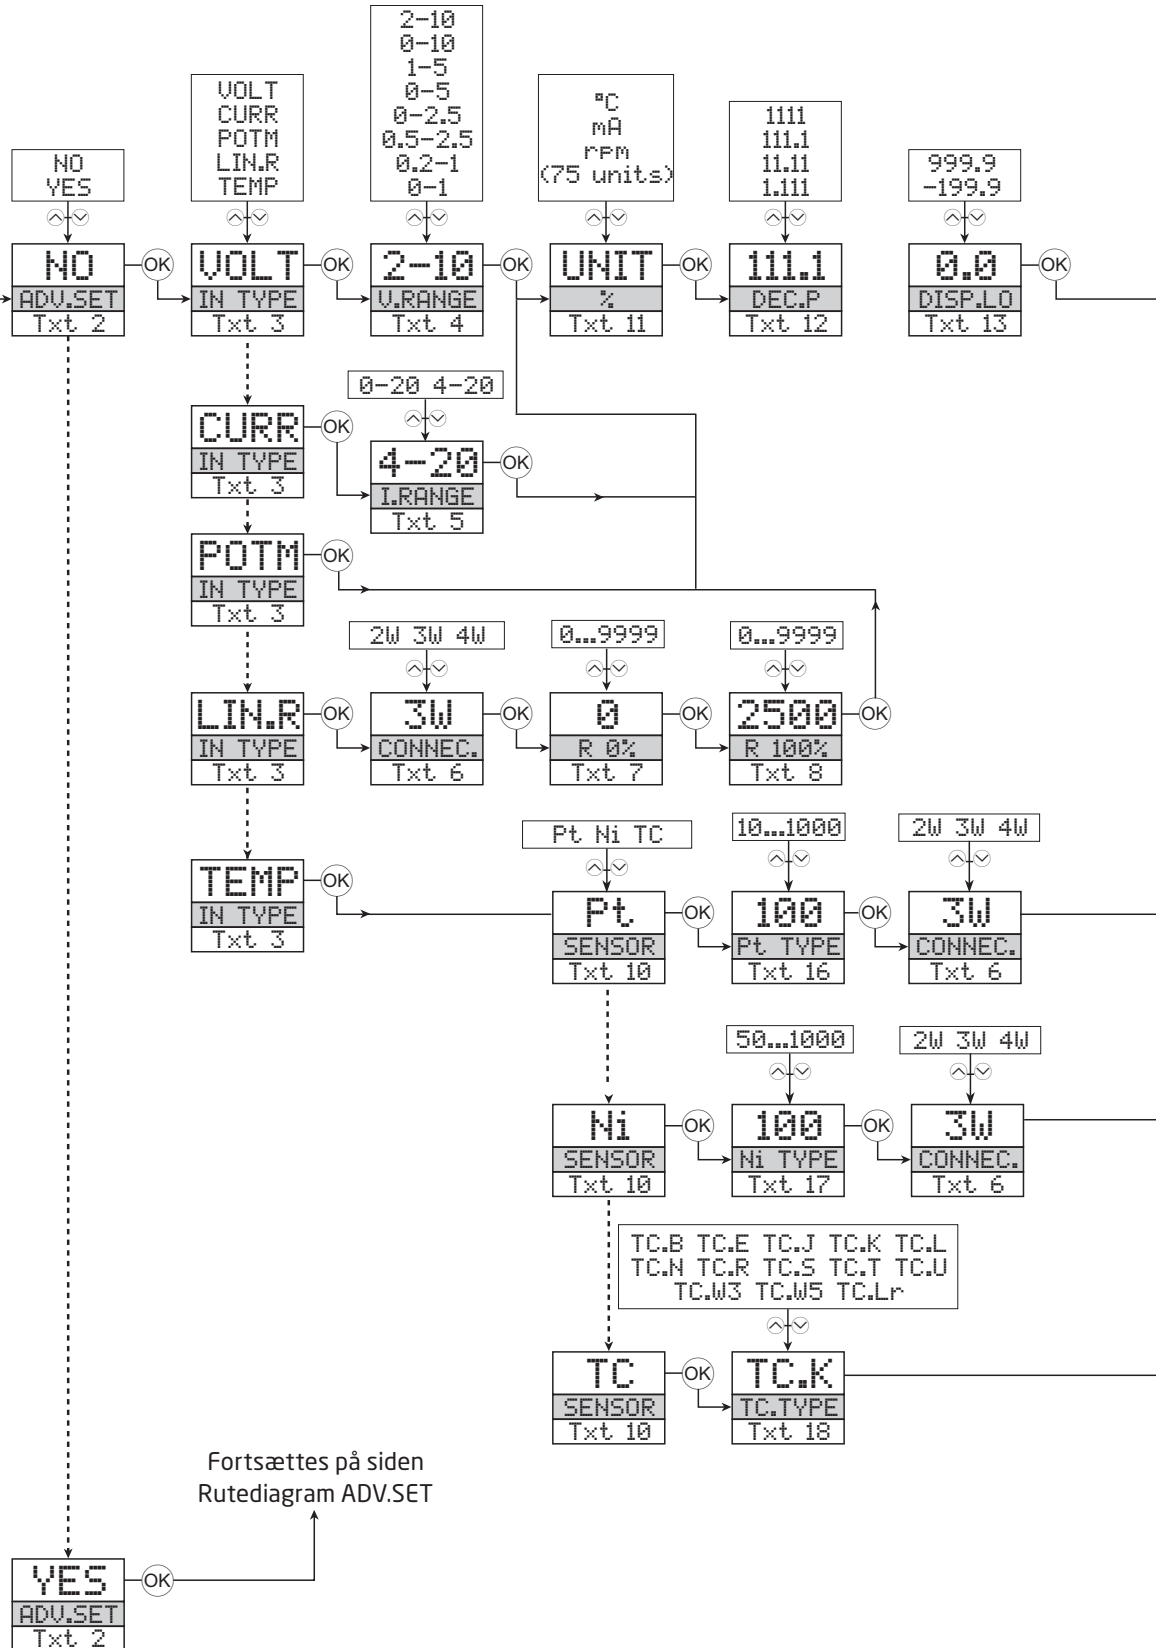 2-10
0-10
1-5
0-5
0-2.5
0.5-2.5
0.2-1
0-1
VOLT
CURR
POTM
LIN.R
TEMP
°C
mA
rpm
(75 units)
1111
111.1
11.11
1.111
NO
YES
999.9
-199.9
NO
ADV.SET
Txt 2
OK
VOLT
IN TYPE
Txt 3
OK
2-10
V.RANGE
Txt 4
OK
UNIT
%
Txt 11
OK
111.1
DEC.P
Txt 12
0.0
DISP.LO
Txt 13
OK
0-20 4-20
CURR
IN TYPE
Txt 3
OK
4-20
I.RANGE
Txt 5
OK
POTM
IN TYPE
Txt 3
OK
2W 3W 4W
0...9999
0...9999
LIN.R
IN TYPE
Txt 3
OK
3W
CONNEC.
Txt 6
OK
0
R 0%
Txt 7
OK
2500
R 100%
Txt 8
OK
Pt Ni TC
10...1000
2W 3W 4W
TEMP
IN TYPE
Txt 3
OK
Pt
SENSOR
Txt 10
OK
100
Pt TYPE
Txt 16
OK
3W
CONNEC.
Txt 6
50...1000
2W 3W 4W
Ni
SENSOR
Txt 10
OK
100
Ni TYPE
Txt 17
OK
3W
CONNEC.
Txt 6
TC.B TC.E TC.J TC.K TC.L
TC.N TC.R TC.S TC.T TC.U
TC.W3 TC.W5 TC.Lr
TC
SENSOR
Txt 10
OK
TC.K
TC.TYPE
Txt 18
Fortsættes på siden
Rutediagram ADV.SET
YES
ADV.SET
Txt 2
OK